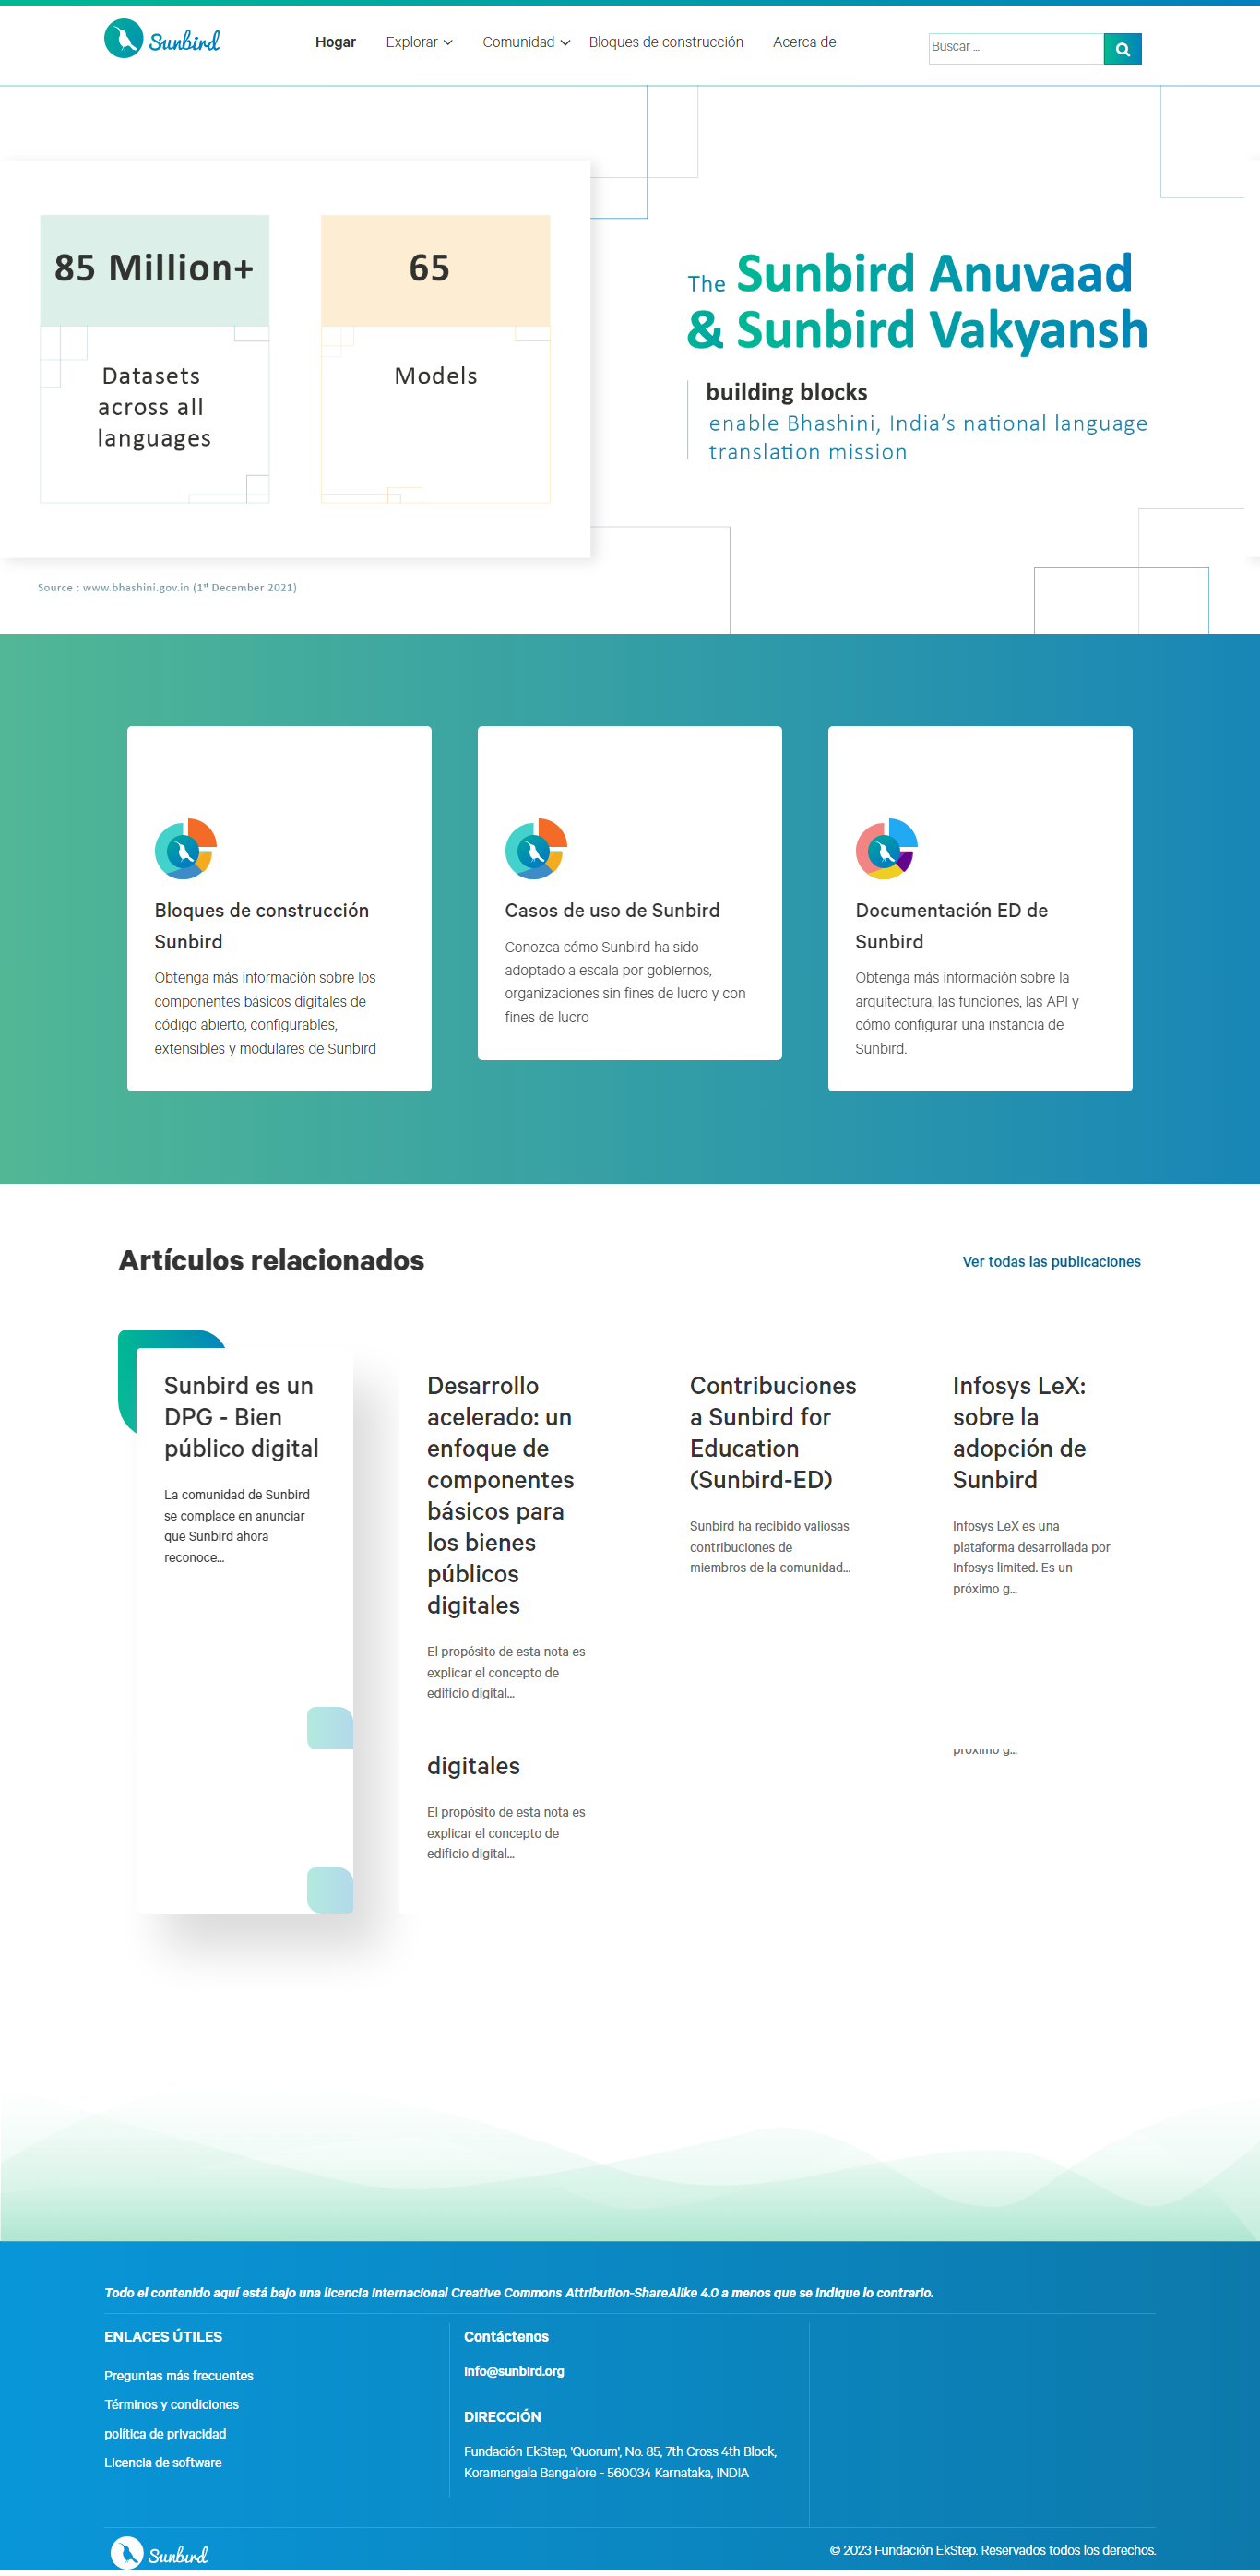 Sunbird
Hogar
Explorar
Comunidad
Bloques de construcción
Acerca de
Buscar ...
85 Million+
Datasets
across all
languages
65
Models
The Sunbird Anuvaad
& Sunbird Vakyansh
building blocks
enable Bhashini, India’s national language
translation mission
Source : www.bhashini.gov.in (1st December 2021)
Bloques de construcción
Sunbird
Obtenga más información sobre los
componentes básicos digitales de
código abierto, configurables,
extensibles y modulares de Sunbird
Casos de uso de Sunbird
Conozca cómo Sunbird ha sido
adoptado a escala por gobiernos,
organizaciones sin fines de lucro y con
fines de lucro
Documentación ED de
Sunbird
Obtenga más información sobre la
arquitectura, las funciones, las API y
cómo configurar una instancia de
Sunbird.
Artículos relacionados
Ver todas las publicaciones
Sunbird es un
DPG - Bien
público digital
La comunidad de Sunbird
se complace en anunciar
que Sunbird ahora
reconoce...
Desarrollo
acelerado: un
enfoque de
componentes
básicos para
los bienes
públicos
digitales
El propósito de esta nota es
explicar el concepto de
edificio digital...
Contribuciones
a Sunbird for
Education
(Sunbird-ED)
Sunbird ha recibido valiosas
contribuciones de
miembros de la comunidad...
Infosys LeX:
sobre la
adopción de
Sunbird
Infosys LeX es una
plataforma desarrollada por
Infosys limited. Es un
próximo g...
próximo g...
digitales
El propósito de esta nota es
explicar el concepto de
edificio digital...
Todo el contenido aquí está bajo una licencia internacional Creative Commons Attribution-ShareAlike 4.0 a menos que se indique lo contrario.
ENLACES ÚTILES
Preguntas más frecuentes
Términos y condiciones
política de privacidad
Licencia de software
Contáctenos
info@sunbird.org
DIRECCIÓN
Fundación EkStep, 'Quorum', No. 85, 7th Cross 4th Block,
Koramangala Bangalore - 560034 Karnataka, INDIA
Sunbird
© 2023 Fundación EkStep. Reservados todos los derechos.